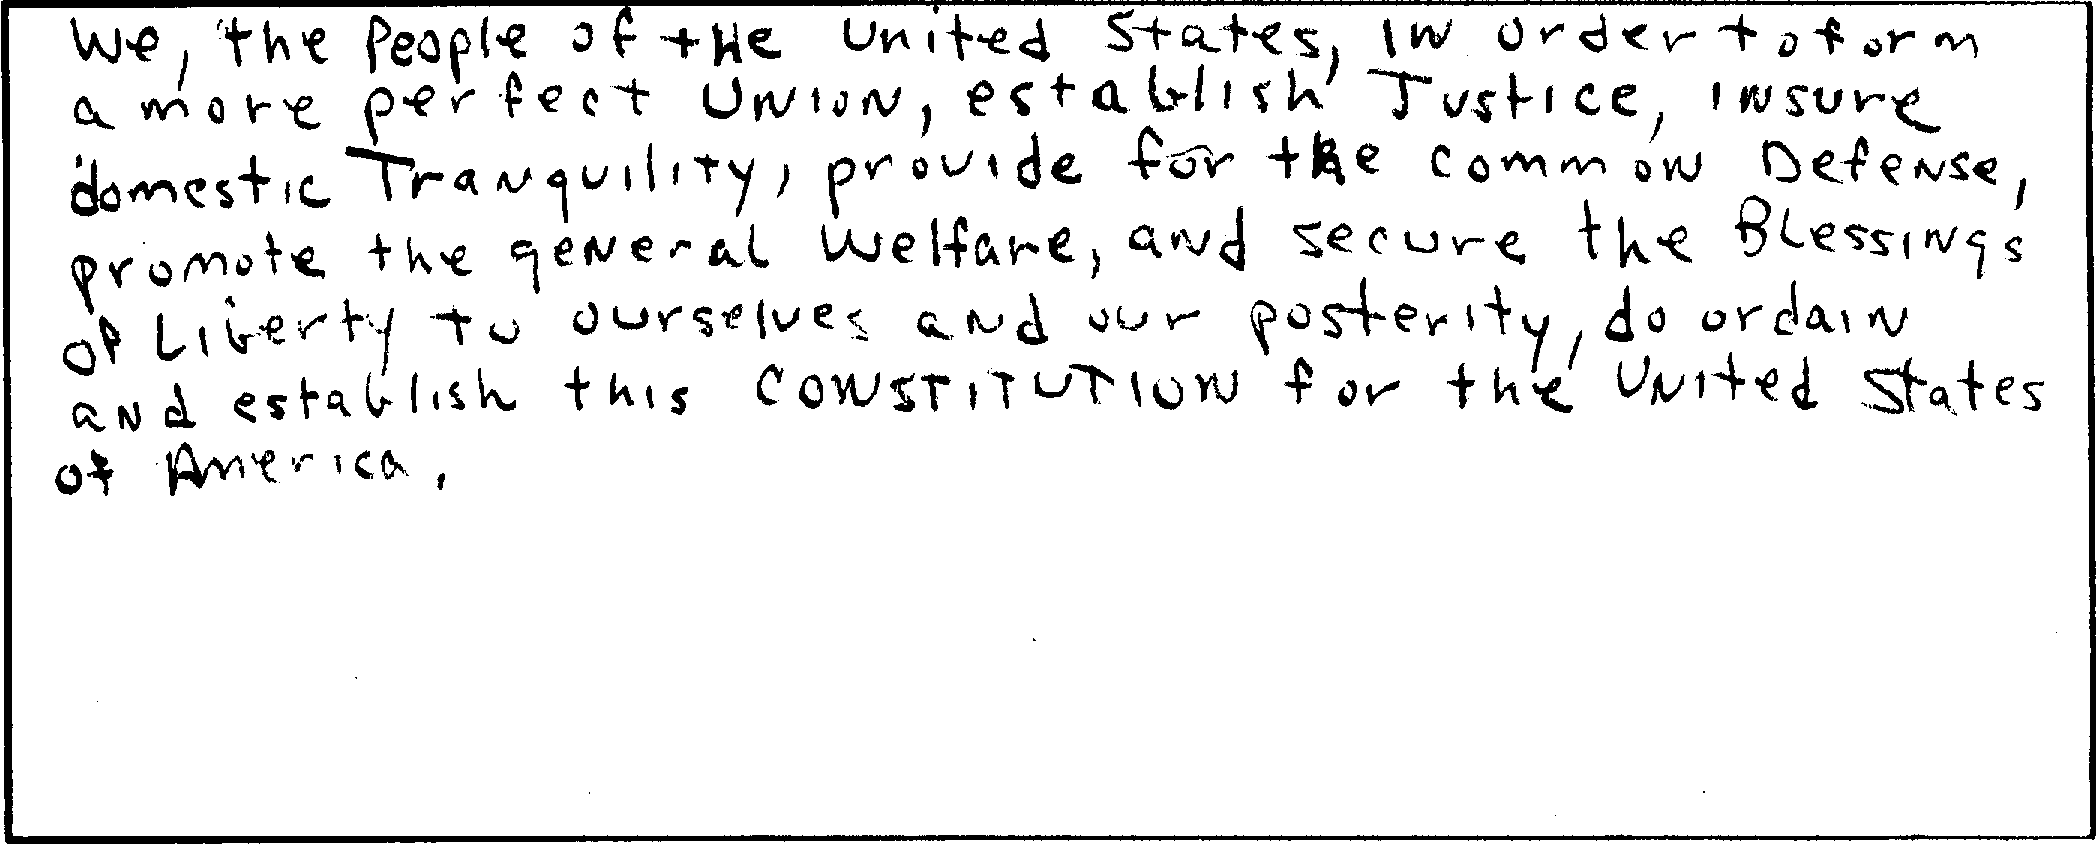 We, the People of the United States, in order to form
a more perfect Union, establish Justice, insure
domestic Tranquility, provide for the common Defense,
promote the general Welfare, and secure the Blessings
of Liberty to ourselves and our posterity, do ordain
and establish this CONSTITUTION for the United States
of America.